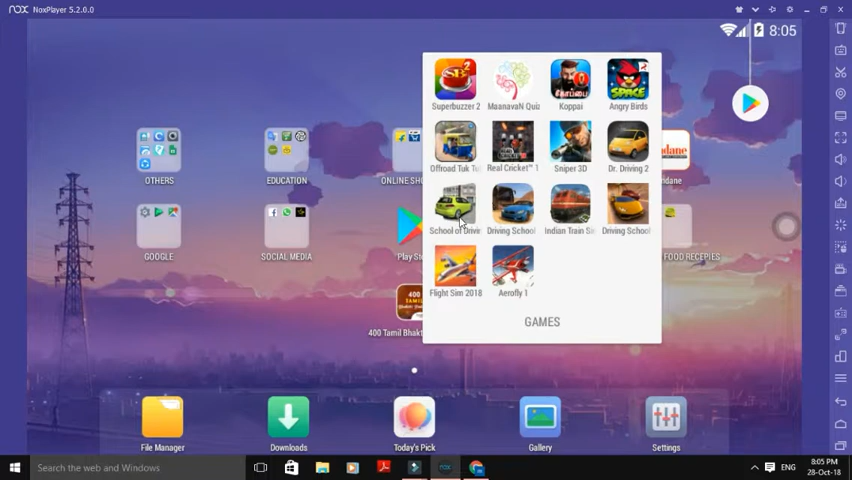 nox NoxPlayer 5.2.0.0
8:05
Superbuzzer 2
MaanavaN Quiz
Koppai
Angry Birds
Offroad Tuk Tu
Real Cricket™ 1
Sniper 3D
Dr. Driving 2
School of Drivin
Driving School
Indian Train Si
Driving School
Flight Sim 2018
Aerofly 1
GAMES
OTHERS
EDUCATION
ONLINE SHO
GOOGLE
SOCIAL MEDIA
Play Sto
FOOD RECEPIES
400 Tamil Bhakt
File Manager
Downloads
Today's Pick
Gallery
Settings
Search the web and Windows
ENG
8:05 PM
28-Oct-18